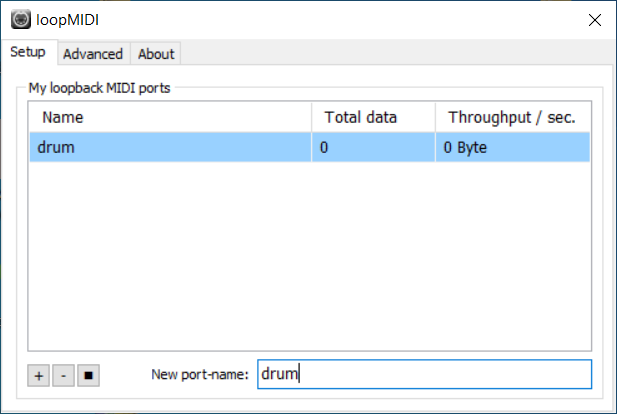 loopMIDI
Setup Advanced About
My loopback MIDI ports
Name Total data Throughput / sec.
drum 0 0 Byte
+ - ■ New port-name: drum